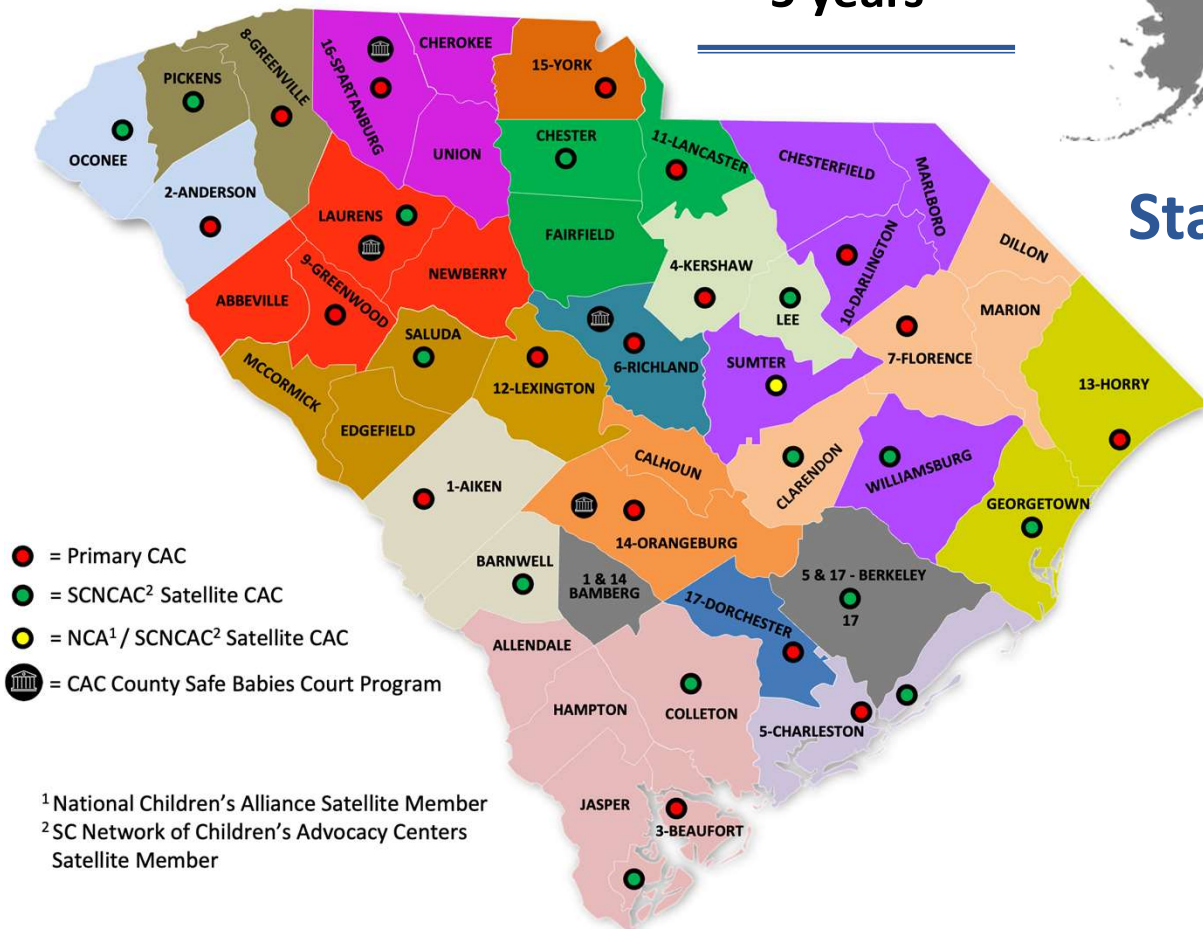 5 years
Sta
8-GREENVILLE
PICKENS
OCONEE
2-ANDERSON
16-SPARTANBURG
CHEROKEE
UNION
15-YORK
CHESTER
11-LANCASTER
FAIRFIELD
CHESTERFIELD
MARLBORO
10-DARLINGTON
DILLON
MARION
LAURENS
ABBEVILLE
9-GREENWOOD
NEWBERRY
4-KERSHAW
LEE
7-FLORENCE
13-HORRY
SALUDA
MCCORMICK
EDGEFIELD
12-LEXINGTON
6-RICHLAND
SUMTER
CLARENDON
WILLIAMSBURG
GEORGETOWN
1-AIKEN
BARNWELL
CALHOUN
14-ORANGEBURG
1 & 14
BAMBERG
17-DORCHESTER
5 & 17 - BERKELEY
17
ALLENDALE
HAMPTON
COLLETON
5-CHARLESTON
JASPER
3-BEAUFORT
= Primary CAC
= SCNCAC² Satellite CAC
= NCA¹ / SCNCAC² Satellite CAC
= CAC County Safe Babies Court Program
¹ National Children's Alliance Satellite Member
² SC Network of Children's Advocacy Centers
Satellite Member